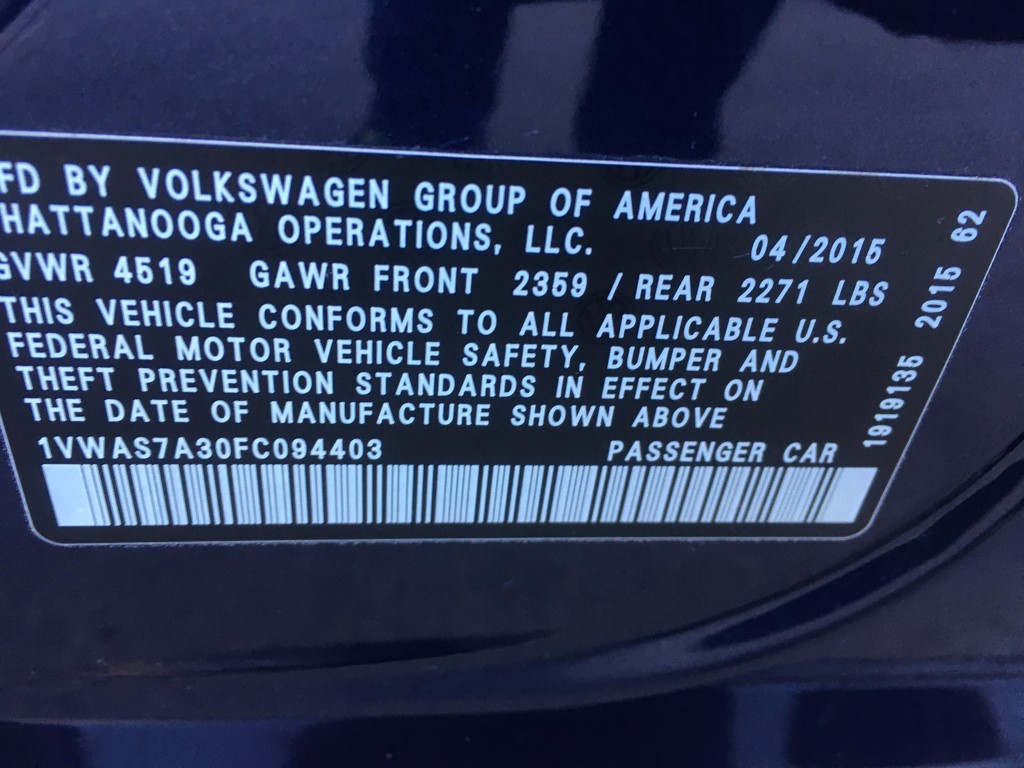 FD BY VOLKSWAGEN GROUP OF AMERICA
HATTANOOGA OPERATIONS, LLC. 04/2015
GVWR 4519 GAWR FRONT 2359 / REAR 2271 LBS
THIS VEHICLE CONFORMS TO ALL APPLICABLE U.S.
FEDERAL MOTOR VEHICLE SAFETY, BUMPER AND
THEFT PREVENTION STANDARDS IN EFFECT ON
THE DATE OF MANUFACTURE SHOWN ABOVE
1VWAS7A30FC094403 PASSENGER CAR
1919135 2015 62